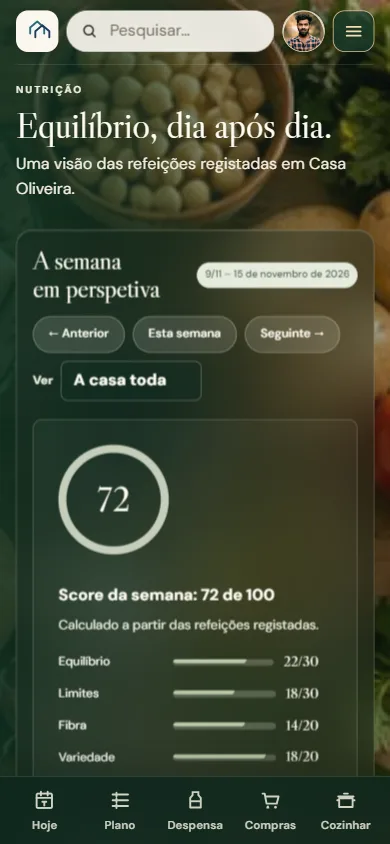 Pesquisar...
NUTRIÇÃO
Equilíbrio, dia após dia.
Uma visão das refeições registadas em Casa
Oliveira.
A semana
em perspetiva
9/11 – 15 de novembro de 2026
← Anterior
Esta semana
Seguinte →
Ver
A casa toda
72
Score da semana: 72 de 100
Calculado a partir das refeições registadas.
Equilíbrio 22/30
Limites 18/30
Fibra 14/20
Variedade 18/20
Hoje
Plano
Despensa
Compras
Cozinhar